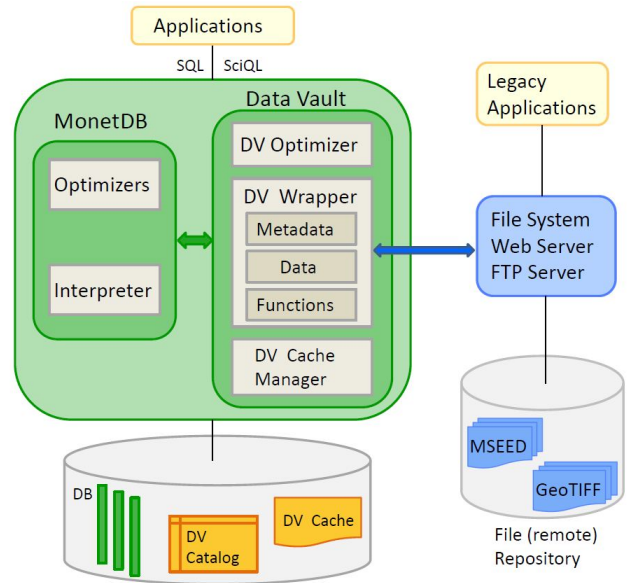 Applications
SQL
SciQL
Data Vault
MonetDB
DV Optimizer
Optimizers
DV Wrapper
Metadata
Data
Functions
Interpreter
DV Cache
Manager
DB
DV
Catalog
DV Cache
Legacy
Applications
File System
Web Server
FTP Server
MSEED
GeoTIFF
File (remote)
Repository